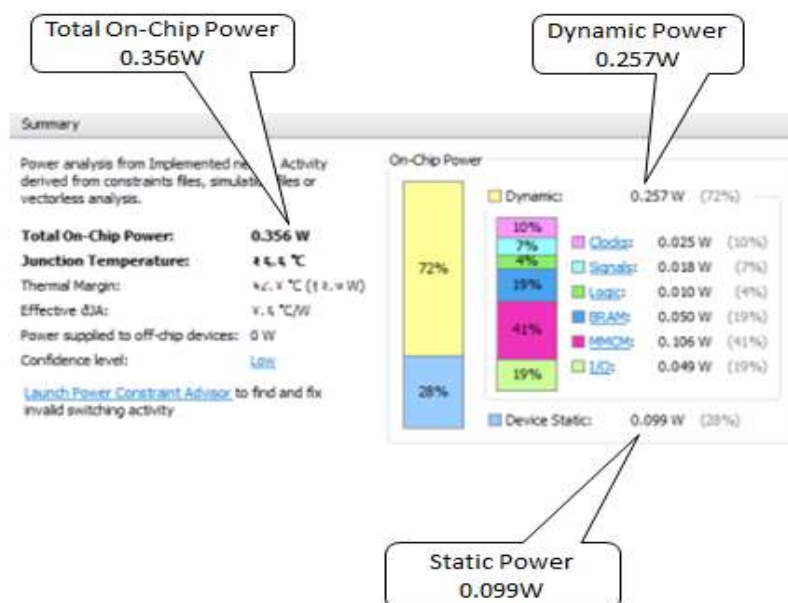 Total On-Chip Power
0.356W
Dynamic Power
0.257W
Summary
Power analysis from Implemented Activity
derived from constraints files, simulation files or
vectorless analysis.
Total On-Chip Power: 0.356 W
Junction Temperature: °C
Thermal Margin: °C
Effective ϑJA: °C/W
Power supplied to off-chip devices: 0 W
Confidence level: Low
Launch Power Constraint Advisor to find and fix
invalid switching activity
On-Chip Power
72%
28%
Dynamic: 0.257 W (72%)
10%
7%
4%
19%
41%
19%
Clocks: 0.025 W (10%)
Signals: 0.018 W (7%)
Logic: 0.010 W (4%)
BRAM: 0.050 W (19%)
MMCM: 0.106 W (41%)
I/O: 0.049 W (19%)
Device Static: 0.099 W (28%)
Static Power
0.099W